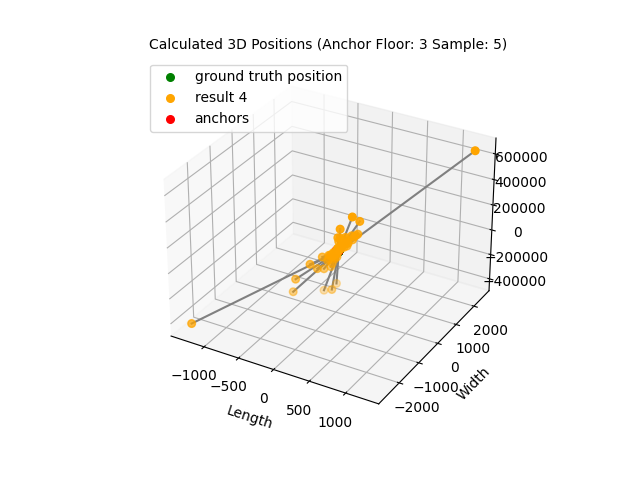 Calculated 3D Positions (Anchor Floor: 3 Sample: 5)
ground truth position
result 4
anchors
600000
400000
200000
0
−200000
−400000
2000
1000
0
−1000
−2000
Width
−1000
−500
0
500
1000
Length